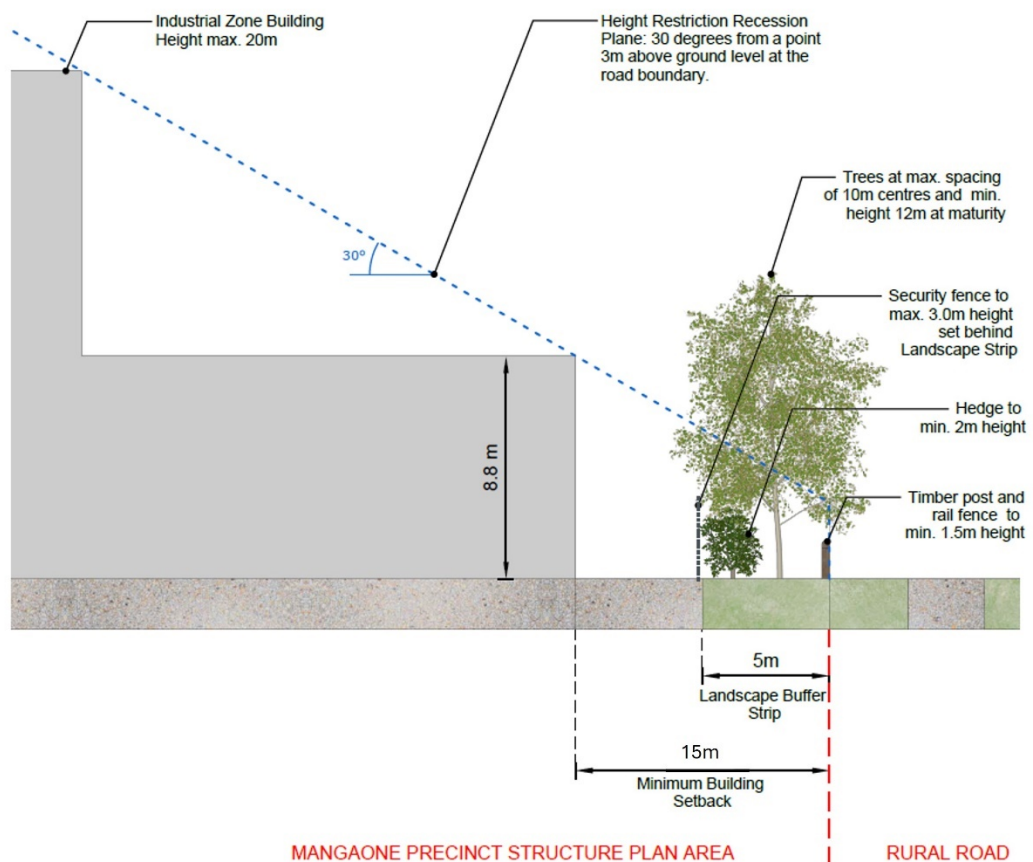 Industrial Zone Building
Height max. 20m
Height Restriction Recession
Plane: 30 degrees from a point
3m above ground level at the
road boundary.
Trees at max. spacing
of 10m centres and min.
height 12m at maturity
30º
Security fence to
max. 3.0m height
set behind
Landscape Strip
Hedge to
min. 2m height
8.8 m
Timber post and
rail fence to
min. 1.5m height
5m
Landscape Buffer
Strip
15m
Minimum Building
Setback
MANGAONE PRECINCT STRUCTURE PLAN AREA
RURAL ROAD